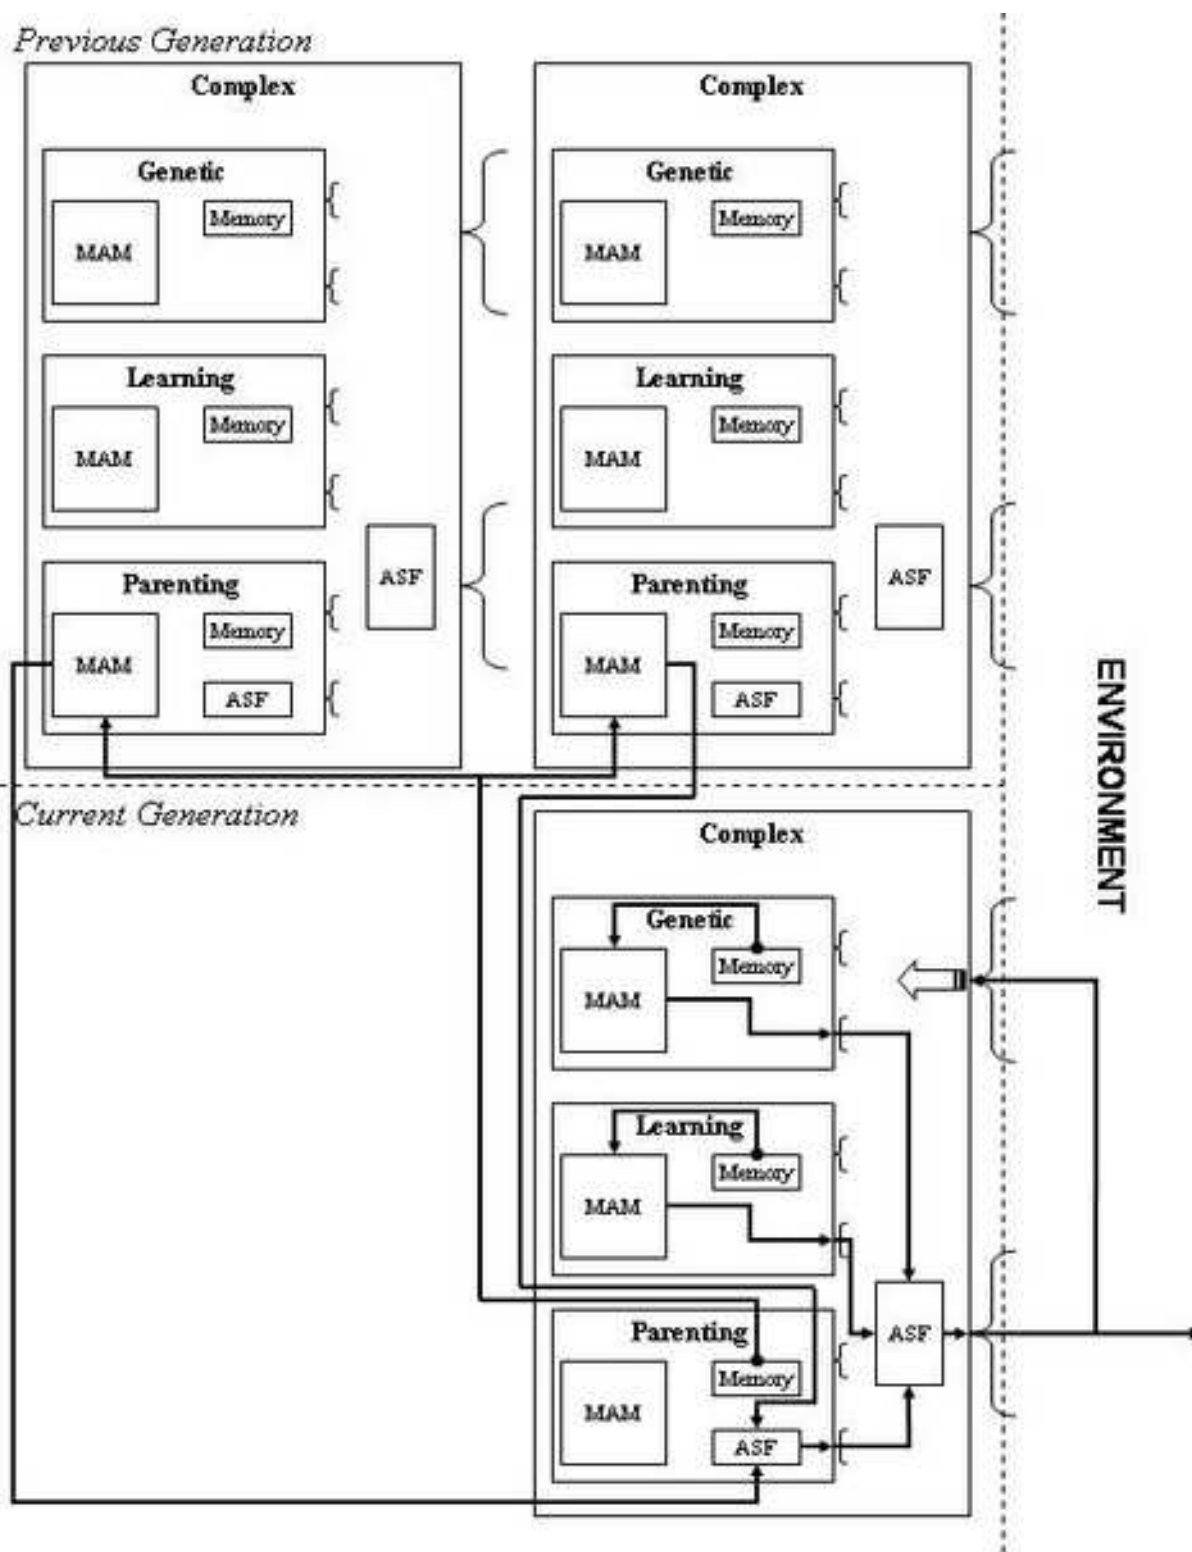 Previous Generation
Complex
Genetic
Memory
MAM
Learning
Memory
MAM
ASF
Parenting
Memory
MAM
ASF
Complex
Genetic
Memory
MAM
Learning
Memory
MAM
ASF
Parenting
Memory
MAM
ASF
ENVIRONMENT
Current Generation
Complex
Genetic
Memory
MAM
Learning
Memory
MAM
ASF
Parenting
Memory
MAM
ASF